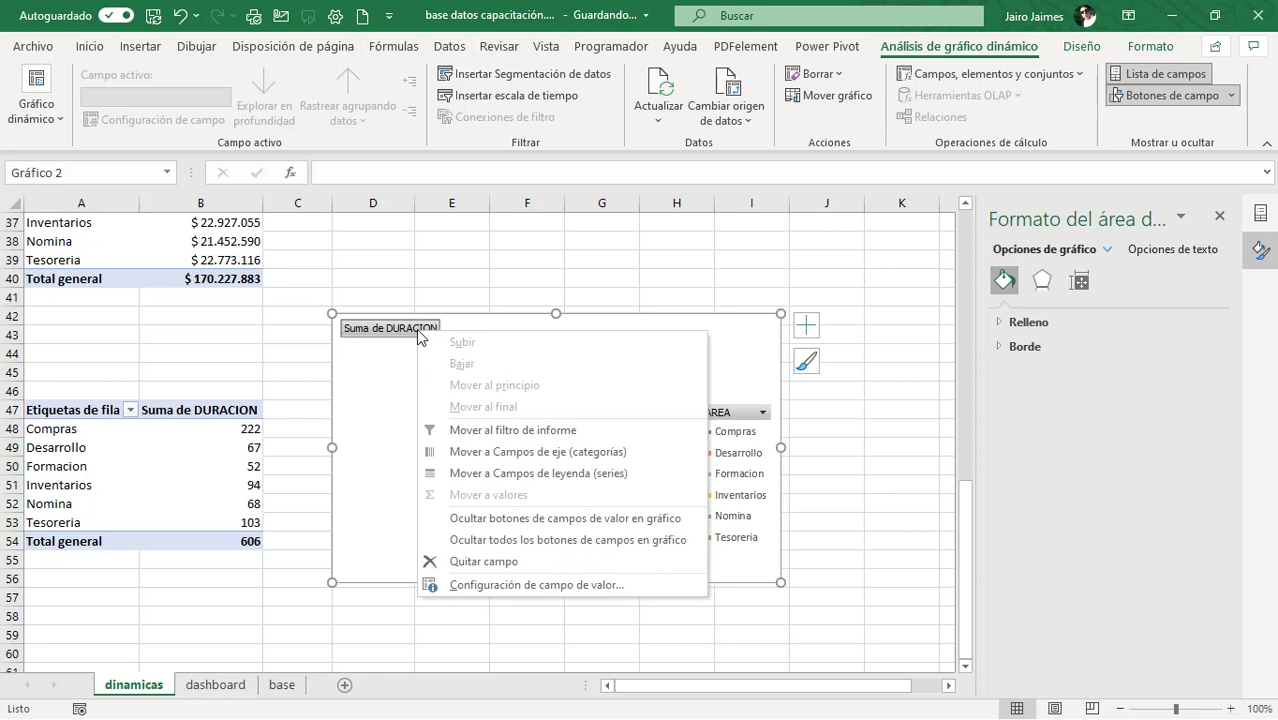 Autoguardado
base datos capacitación.... - Guardando...
Buscar
Jairo Jaimes
Archivo Inicio Insertar Dibujar Disposición de página Fórmulas Datos Revisar Vista Programador Ayuda PDFelement Power Pivot Análisis de gráfico dinámico Diseño Formato
Gráfico dinámico
Campo activo:
Configuración de campo
Explorar en profundidad
Rastrear agrupando datos
Campo activo
Insertar Segmentación de datos
Insertar escala de tiempo
Conexiones de filtro
Filtrar
Actualizar
Cambiar origen de datos
Datos
Borrar
Mover gráfico
Acciones
Campos, elementos y conjuntos
Herramientas OLAP
Relaciones
Operaciones de cálculo
Lista de campos
Botones de campo
Mostrar u ocultar
Gráfico 2
fx
A B C D E F G H I J K
37 Inventarios $ 22.927.055
38 Nomina $ 21.452.590
39 Tesoreria $ 22.773.116
40 Total general $ 170.227.883
41
42
43
44
45
46
47 Etiquetas de fila Suma de DURACION
48 Compras 222
49 Desarrollo 67
50 Formacion 52
51 Inventarios 94
52 Nomina 68
53 Tesoreria 103
54 Total general 606
55
56
57
58
59
60
Suma de DURACION
Subir
Bajar
Mover al principio
Mover al final
Mover al filtro de informe
Mover a Campos de eje (categorías)
Mover a Campos de leyenda (series)
Mover a valores
Ocultar botones de campos de valor en gráfico
Ocultar todos los botones de campos en gráfico
Quitar campo
Configuración de campo de valor...
AREA
Compras
Desarrollo
Formacion
Inventarios
Nomina
Tesoreria
Formato del área d...
Opciones de gráfico Opciones de texto
Relleno
Borde
dinamicas dashboard base
Listo
100%